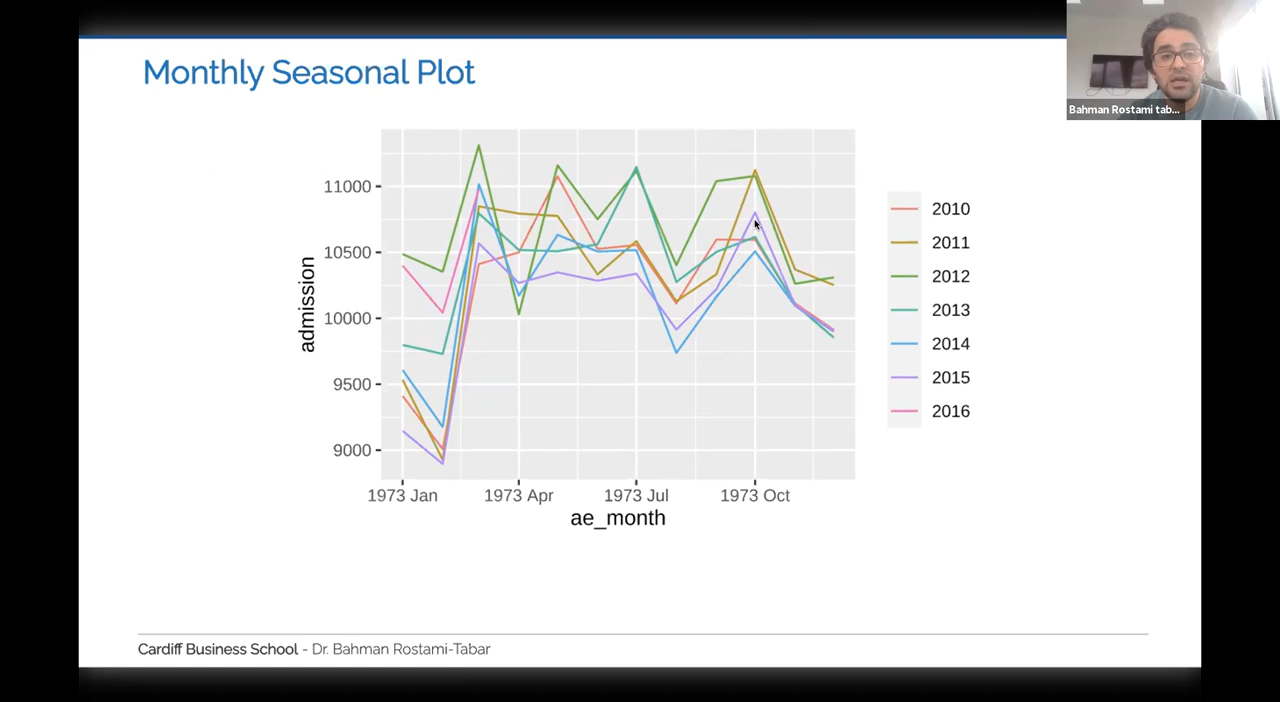 Monthly Seasonal Plot
Bahman Rostami tab...
11000
10500
10000
9500
9000
admission
1973 Jan 1973 Apr 1973 Jul 1973 Oct
ae_month
2010
2011
2012
2013
2014
2015
2016
Cardiff Business School - Dr. Bahman Rostami-Tabar